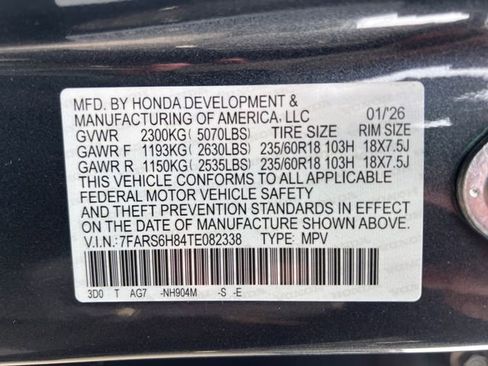 MFD. BY HONDA DEVELOPMENT &
MANUFACTURING OF AMERICA, LLC 01/'26
GVWR 2300KG(5070LBS) TIRE SIZE RIM SIZE
GAWR F 1193KG(2630LBS) 235/60R18 103H 18X7.5J
GAWR R 1150KG(2535LBS) 235/60R18 103H 18X7.5J
THIS VEHICLE CONFORMS TO ALL APPLICABLE
FEDERAL MOTOR VEHICLE SAFETY
AND THEFT PREVENTION STANDARDS IN EFFECT
ON THE DATE OF MANUFACTURE SHOWN ABOVE.
V.I.N.: 7FARS6H84TE082338 TYPE: MPV
3D0 T AG7 -NH904M -S -E